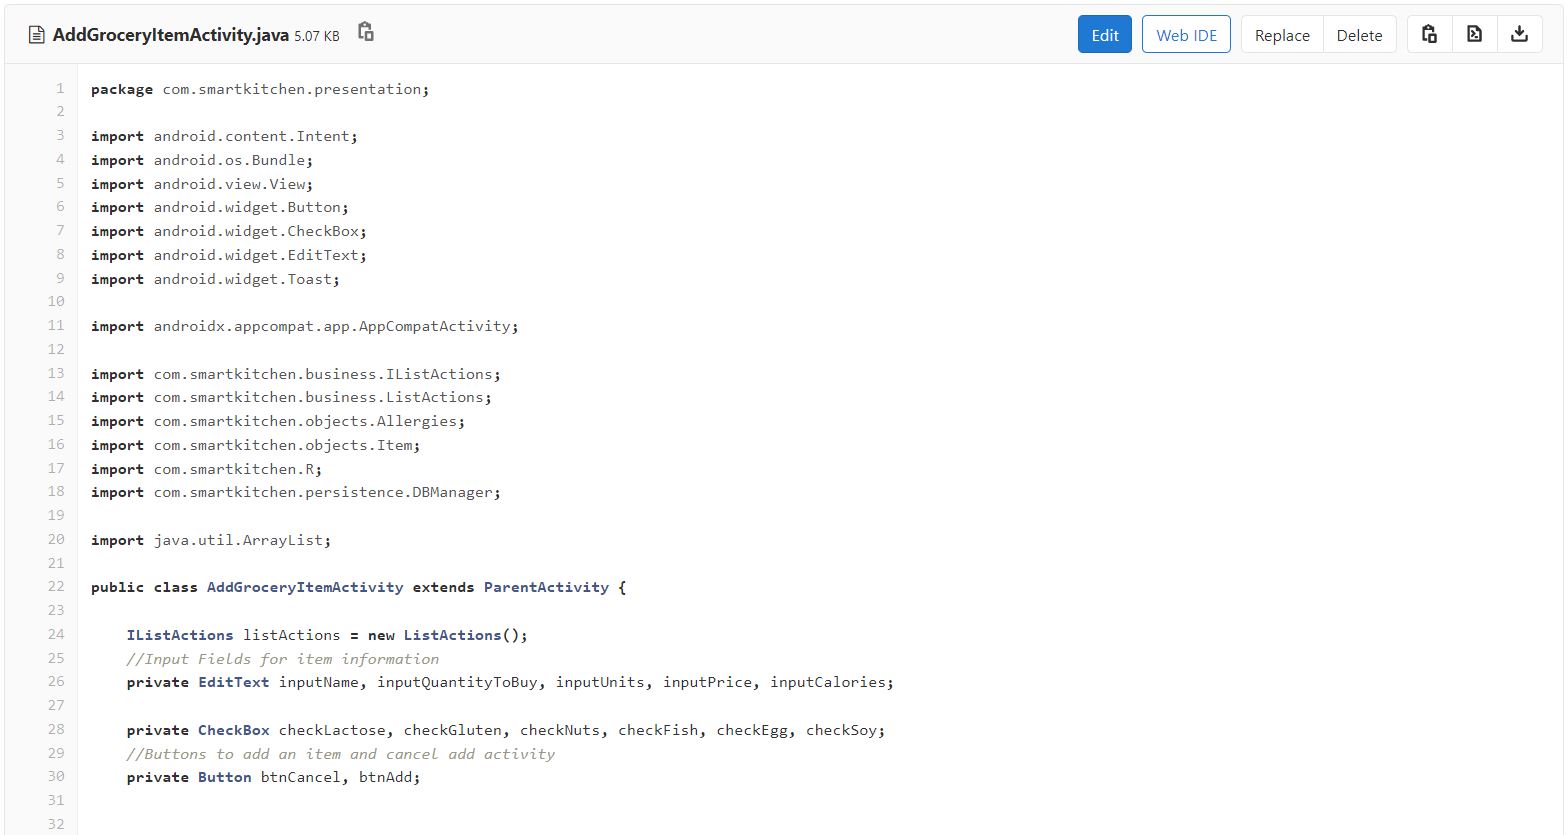 AddGroceryItemActivity.java 5.07 KB
Edit
Web IDE
Replace
Delete
1 package com.smartkitchen.presentation;
2
3 import android.content.Intent;
4 import android.os.Bundle;
5 import android.view.View;
6 import android.widget.Button;
7 import android.widget.CheckBox;
8 import android.widget.EditText;
9 import android.widget.Toast;
10
11 import androidx.appcompat.app.AppCompatActivity;
12
13 import com.smartkitchen.business.IListActions;
14 import com.smartkitchen.business.ListActions;
15 import com.smartkitchen.objects.Allergies;
16 import com.smartkitchen.objects.Item;
17 import com.smartkitchen.R;
18 import com.smartkitchen.persistence.DBManager;
19
20 import java.util.ArrayList;
21
22 public class AddGroceryItemActivity extends ParentActivity {
23
24     IListActions listActions = new ListActions();
25     //Input Fields for item information
26     private EditText inputName, inputQuantityToBuy, inputUnits, inputPrice, inputCalories;
27
28     private CheckBox checkLactose, checkGluten, checkNuts, checkFish, checkEgg, checkSoy;
29     //Buttons to add an item and cancel add activity
30     private Button btnCancel, btnAdd;
31
32